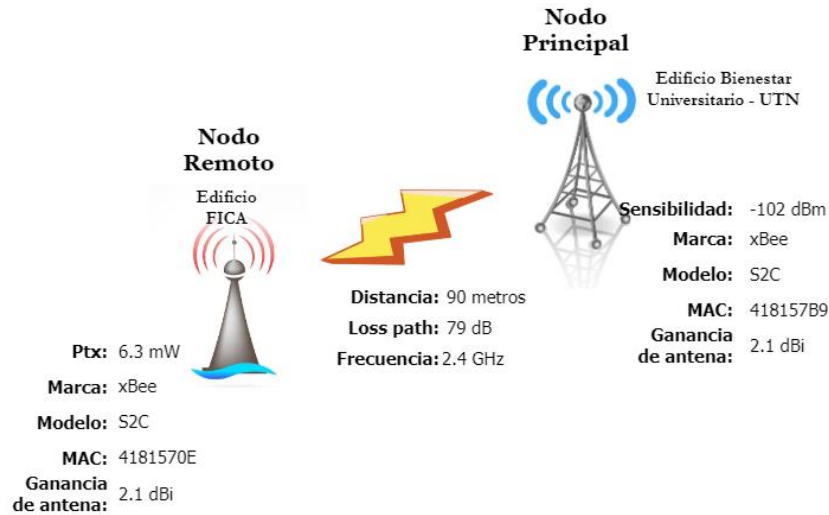 Nodo
Principal
Edificio Bienestar
Universitario - UTN
Nodo
Remoto
Edificio
FICA
Sensibilidad: -102 dBm
Marca: xBee
Modelo: S2C
MAC: 418157B9
Ganancia
de antena: 2.1 dBi
Distancia: 90 metros
Loss path: 79 dB
Frecuencia: 2.4 GHz
Ptx: 6.3 mW
Marca: xBee
Modelo: S2C
MAC: 4181570E
Ganancia
de antena: 2.1 dBi